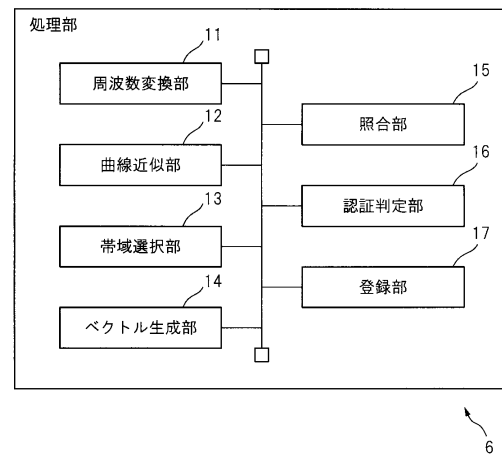 処理部
11
周波数変換部
12
曲線近似部
13
帯域選択部
14
ベクトル生成部
15
照合部
16
認証判定部
17
登録部
6